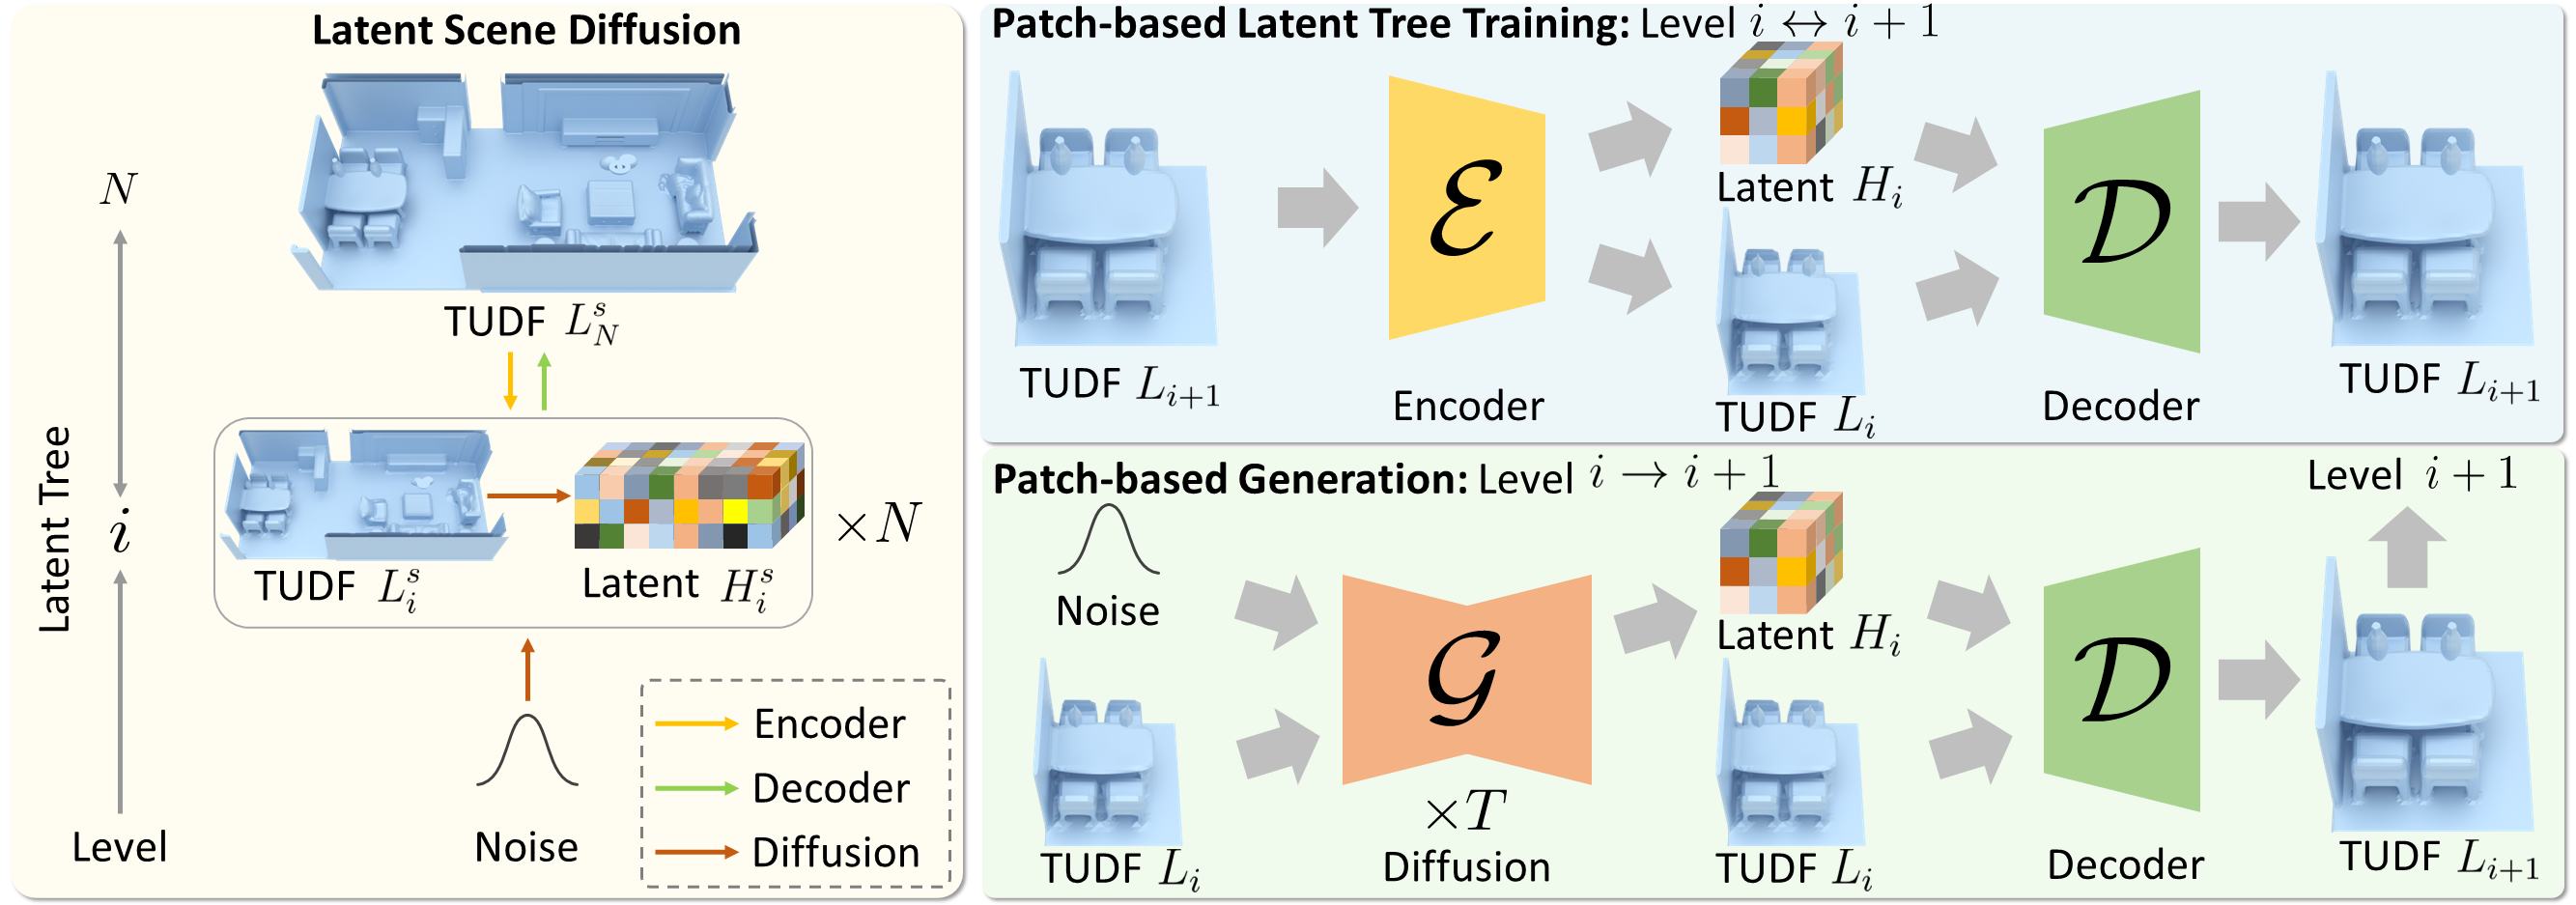 Latent Scene Diffusion
N
TUDF $L_N^s$
Latent Tree
i
TUDF $L_i^s$
Latent $H_i^s$
×N
Level
Noise
Encoder
Decoder
Diffusion
Patch-based Latent Tree Training: Level $i \leftrightarrow i+1$
TUDF $L_{i+1}$
$\mathcal{E}$
Encoder
Latent $H_i$
TUDF $L_i$
$\mathcal{D}$
Decoder
TUDF $L_{i+1}$
Patch-based Generation: Level $i \rightarrow i+1$
Noise
TUDF $L_i$
$\mathcal{G}$
×T
Diffusion
Latent $H_i$
TUDF $L_i$
$\mathcal{D}$
Decoder
Level $i+1$
TUDF $L_{i+1}$